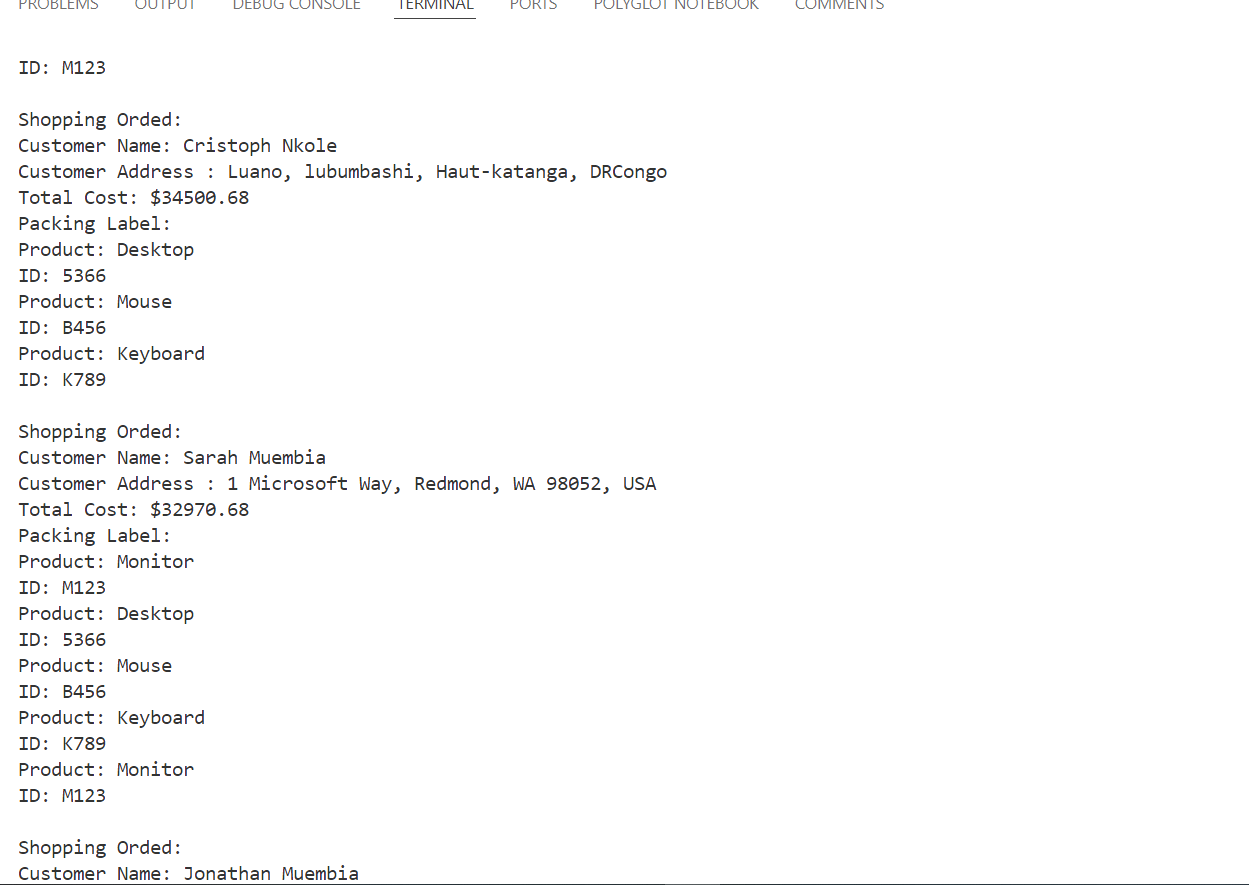 PROBLEMS OUTPUT DEBUG CONSOLE TERMINAL PORTS POLYGLOT NOTEBOOK COMMENTS
ID: M123
Shopping Orded:
Customer Name: Cristoph Nkole
Customer Address : Luano, lubumbashi, Haut-katanga, DRCongo
Total Cost: $34500.68
Packing Label:
Product: Desktop
ID: 5366
Product: Mouse
ID: B456
Product: Keyboard
ID: K789
Shopping Orded:
Customer Name: Sarah Muembia
Customer Address : 1 Microsoft Way, Redmond, WA 98052, USA
Total Cost: $32970.68
Packing Label:
Product: Monitor
ID: M123
Product: Desktop
ID: 5366
Product: Mouse
ID: B456
Product: Keyboard
ID: K789
Product: Monitor
ID: M123
Shopping Orded:
Customer Name: Jonathan Muembia